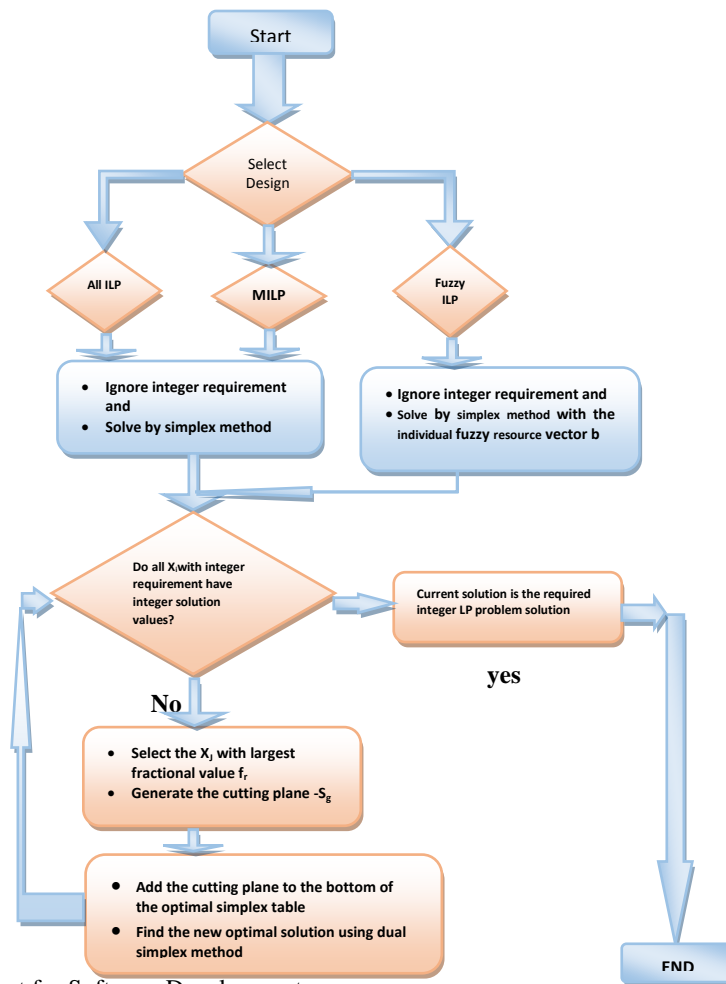 Start
Select
Design
All ILP
MILP
Fuzzy
ILP
• Ignore integer requirement
and
• Solve by simplex method
• Ignore integer requirement and
• Solve by simplex method with the
individual fuzzy resource vector b
Do all Xⱼwith integer
requirement have
integer solution
values?
Current solution is the required
integer LP problem solution
yes
No
• Select the XJ with largest
fractional value fr
• Generate the cutting plane -Sg
• Add the cutting plane to the bottom of
the optimal simplex table
• Find the new optimal solution using dual
simplex method
END